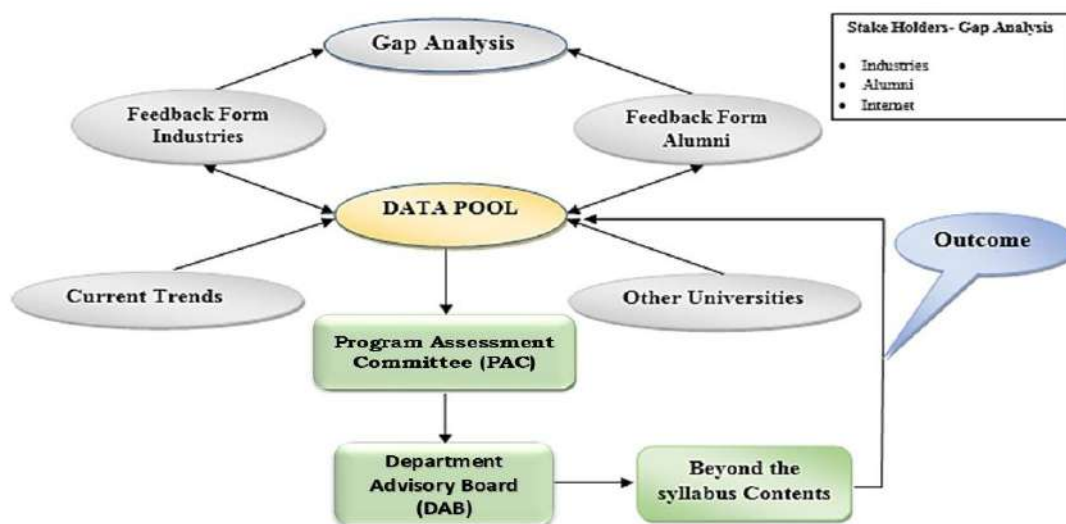 Gap Analysis
Stake Holders- Gap Analysis
• Industries
• Alumni
• Internet
Feedback Form
Industries
Feedback Form
Alumni
DATA POOL
Outcome
Current Trends
Other Universities
Program Assessment
Committee (PAC)
Department
Advisory Board
(DAB)
Beyond the
syllabus Contents